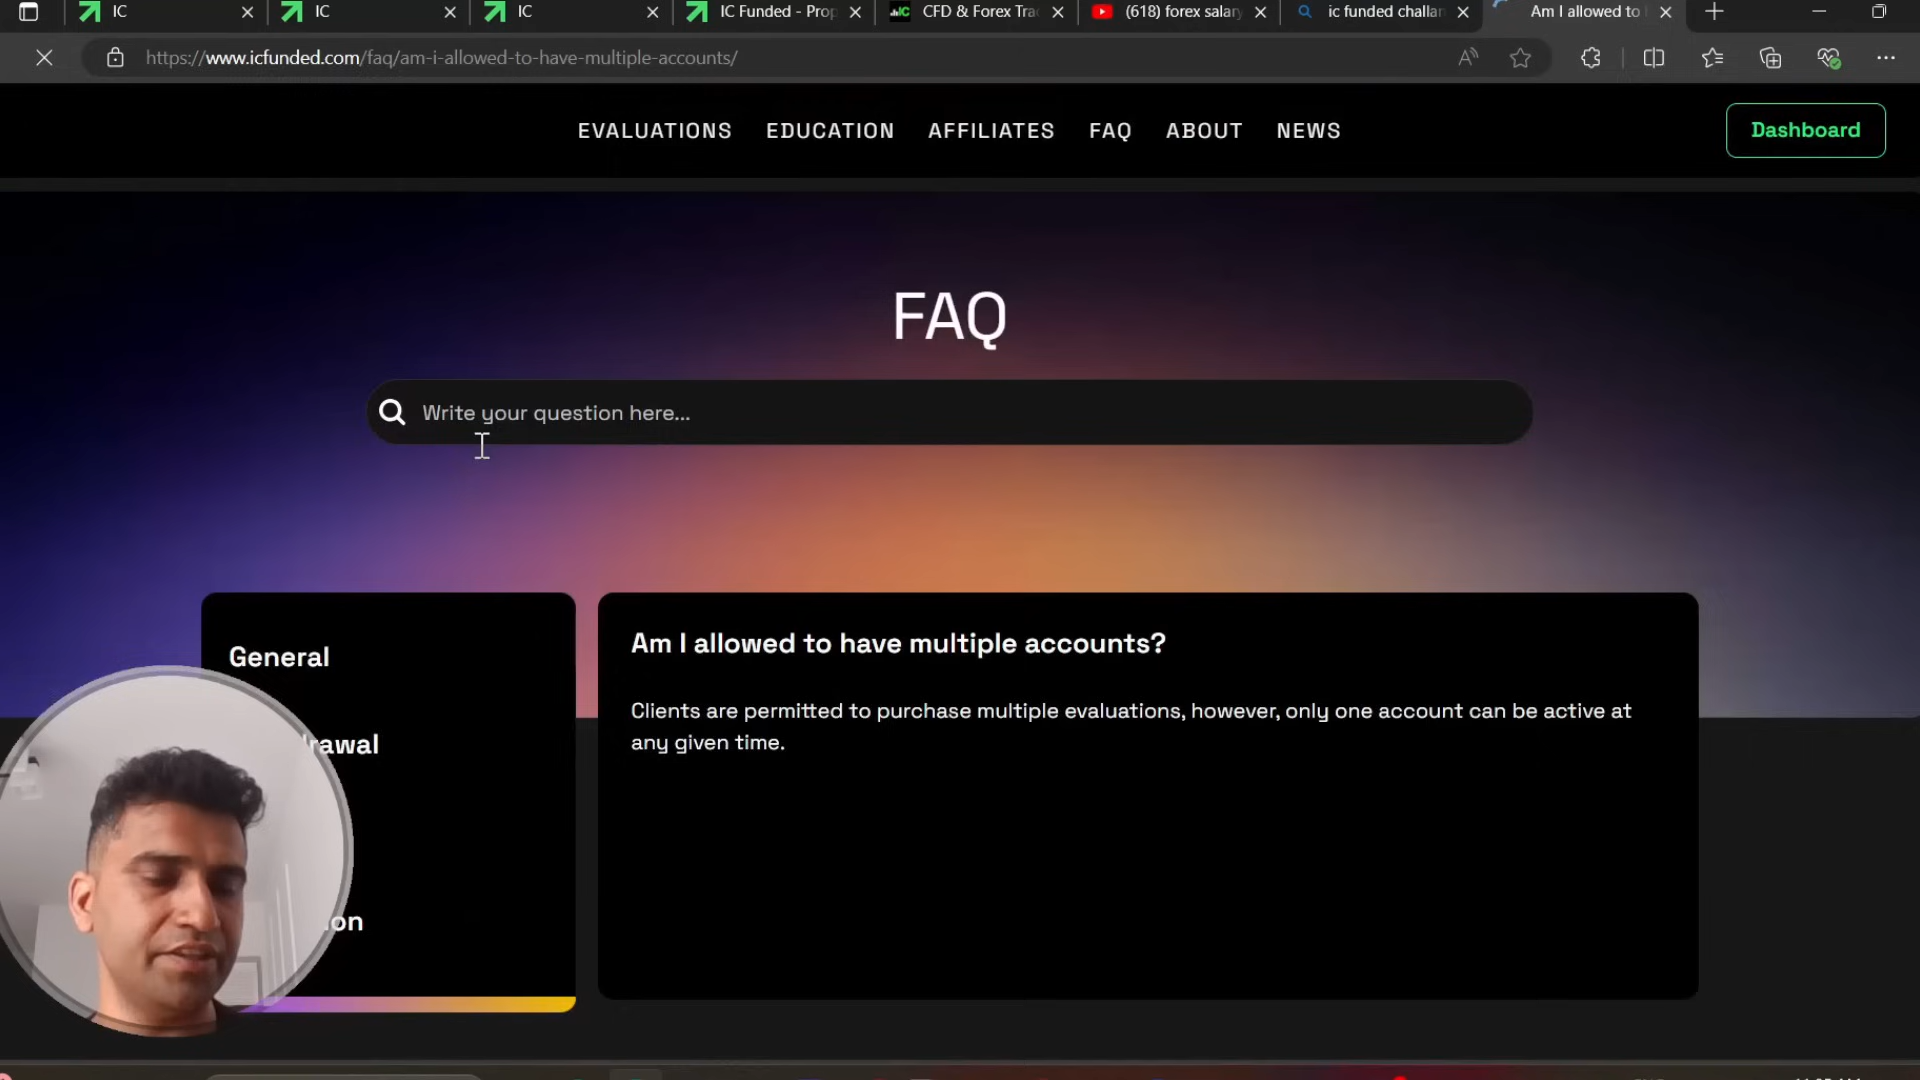 IC
IC
IC
IC Funded - Prop
CFD & Forex Tra
(618) forex salary
ic funded challan
Am I allowed to
https://www.icfunded.com/faq/am-i-allowed-to-have-multiple-accounts/
EVALUATIONS EDUCATION AFFILIATES FAQ ABOUT NEWS
Dashboard
FAQ
Write your question here...
General
rawal
on
Am I allowed to have multiple accounts?
Clients are permitted to purchase multiple evaluations, however, only one account can be active at
any given time.